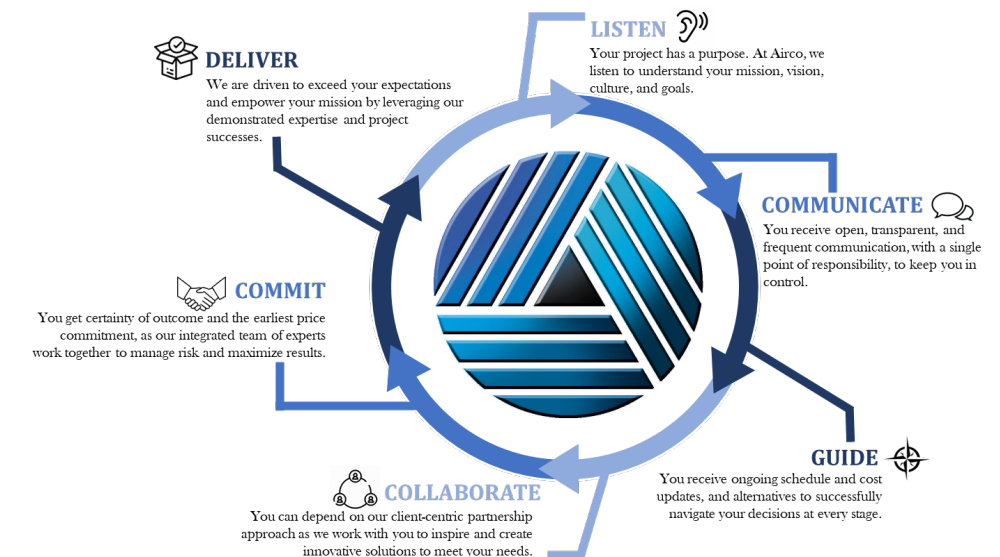 LISTEN
Your project has a purpose. At Airco, we
listen to understand your mission, vision,
culture, and goals.
COMMUNICATE
You receive open, transparent, and
frequent communication, with a single
point of responsibility, to keep you in
control.
GUIDE
You receive ongoing schedule and cost
updates, and alternatives to successfully
navigate your decisions at every stage.
COLLABORATE
You can depend on our client-centric partnership
approach as we work with you to inspire and create
innovative solutions to meet your needs.
COMMIT
You get certainty of outcome and the earliest price
commitment, as our integrated team of experts
work together to manage risk and maximize results.
DELIVER
We are driven to exceed your expectations
and empower your mission by leveraging our
demonstrated expertise and project
successes.